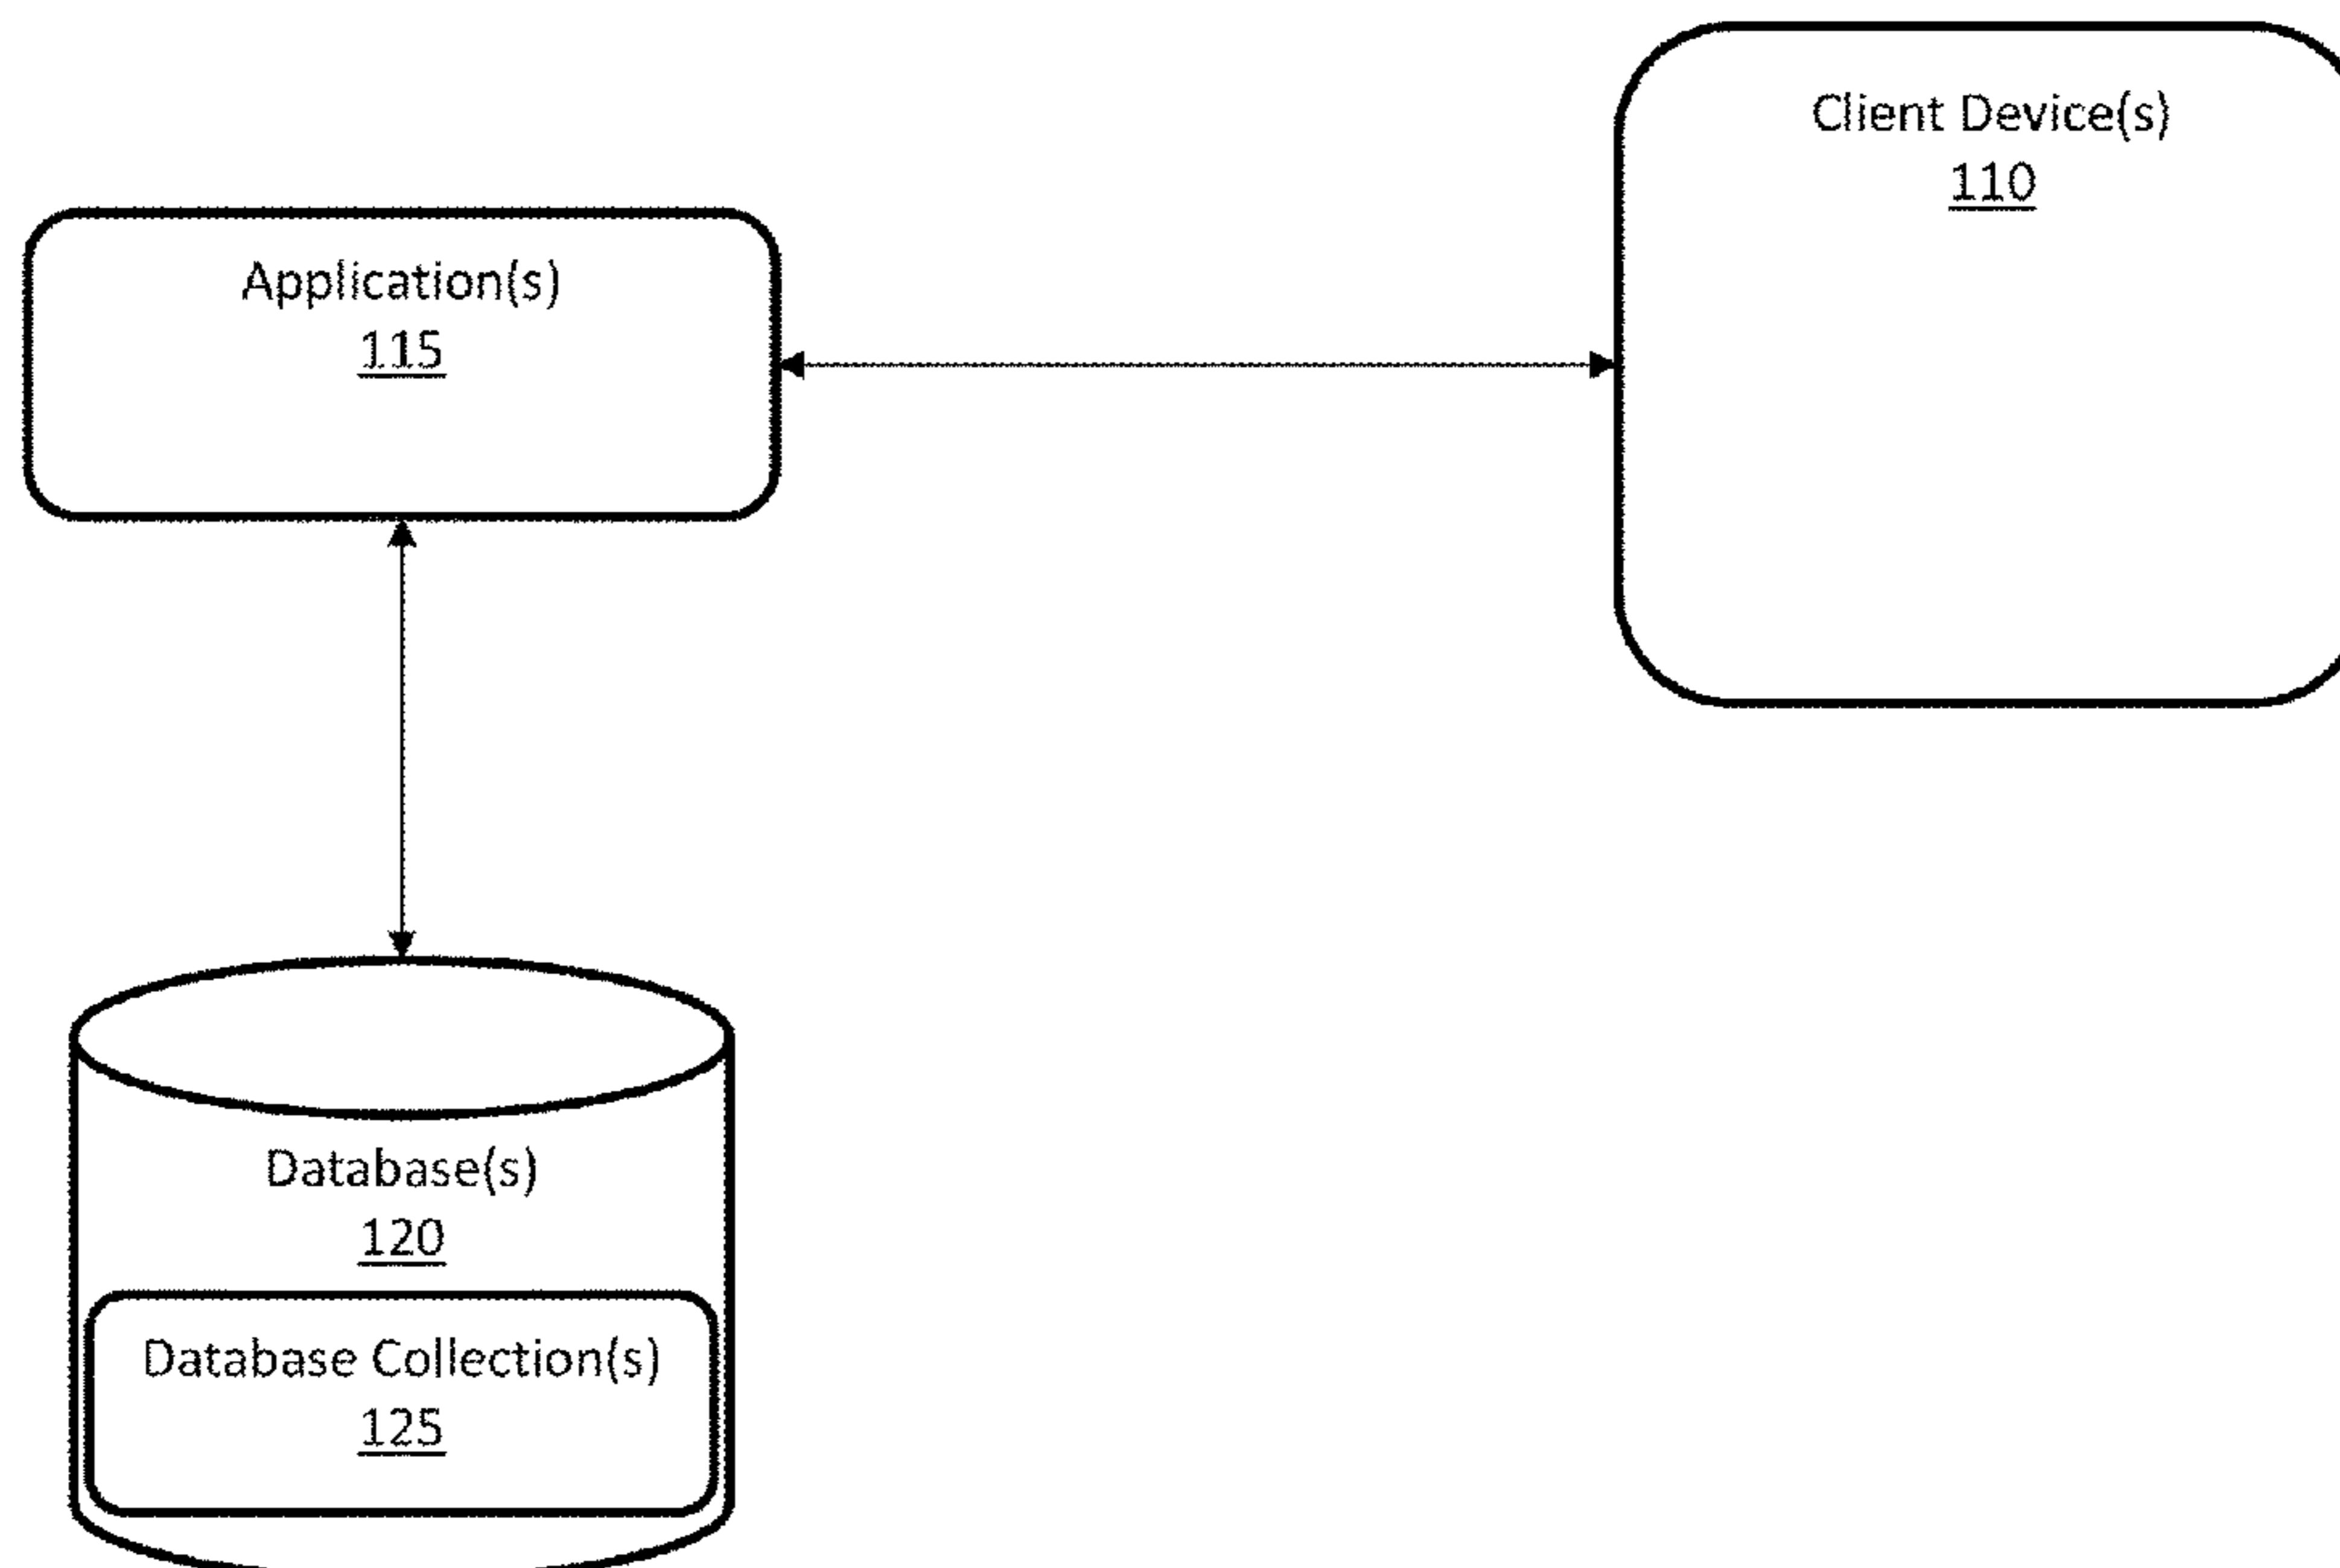 Client Device(s)
110
Application(s)
115
Database(s)
120
Database Collection(s)
125